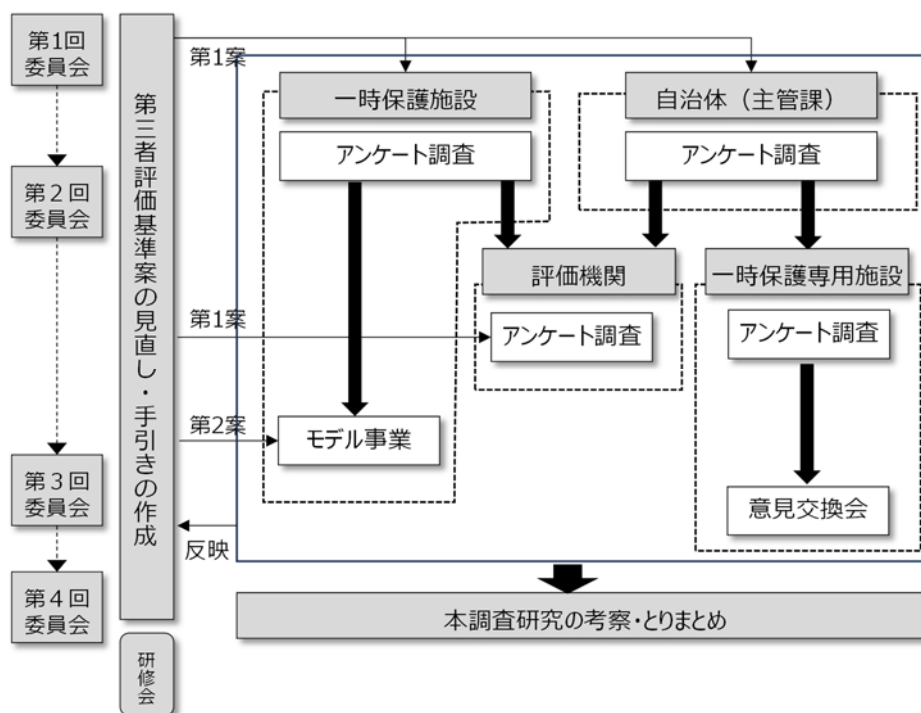 第1回
委員会
第２回
委員会
第３回
委員会
第４回
委員会
第三者評価基準案の見直し・手引きの作成
研修会
第1案
一時保護施設
アンケート調査
自治体（主管課）
アンケート調査
評価機関
一時保護専用施設
第1案
アンケート調査
アンケート調査
第2案
モデル事業
意見交換会
反映
本調査研究の考察・とりまとめ